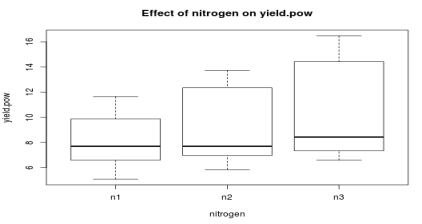 Effect of nitrogen on yield.pow
yield.pow
16
14
12
10
8
6
n1 n2 n3
nitrogen